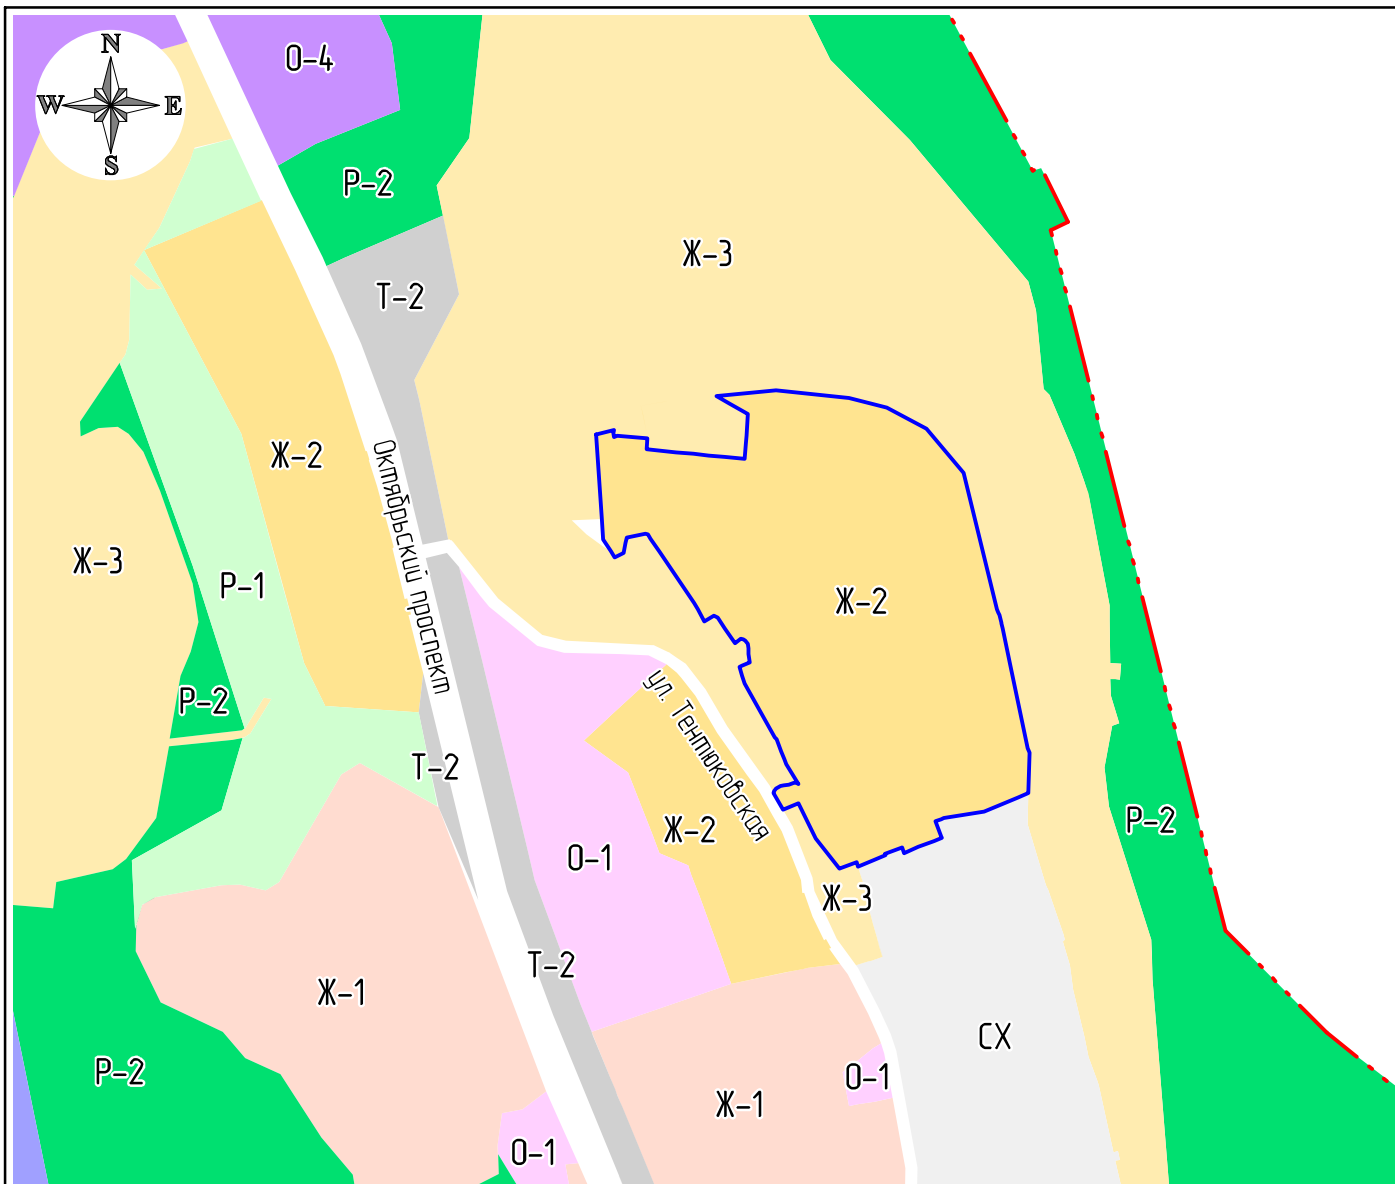 N
О-4
W
E
S
Р-2
Ж-3
Т-2
Ж-2
Октябрьский проспект
Ж-3
Р-1
Ж-2
Р-2
ул. Тентюковская
Т-2
Ж-2
Р-2
О-1
Ж-3
Т-2
Ж-1
СХ
Р-2
О-1
Ж-1
О-1